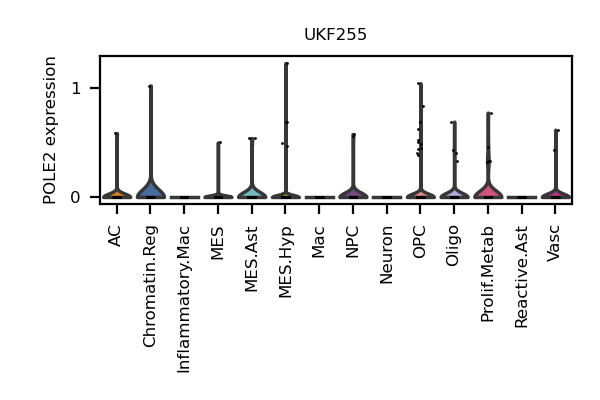 UKF255
POLE2 expression
1
0
AC
Chromatin.Reg
Inflammatory.Mac
MES
MES.Ast
MES.Hyp
Mac
NPC
Neuron
OPC
Oligo
Prolif.Metab
Reactive.Ast
Vasc